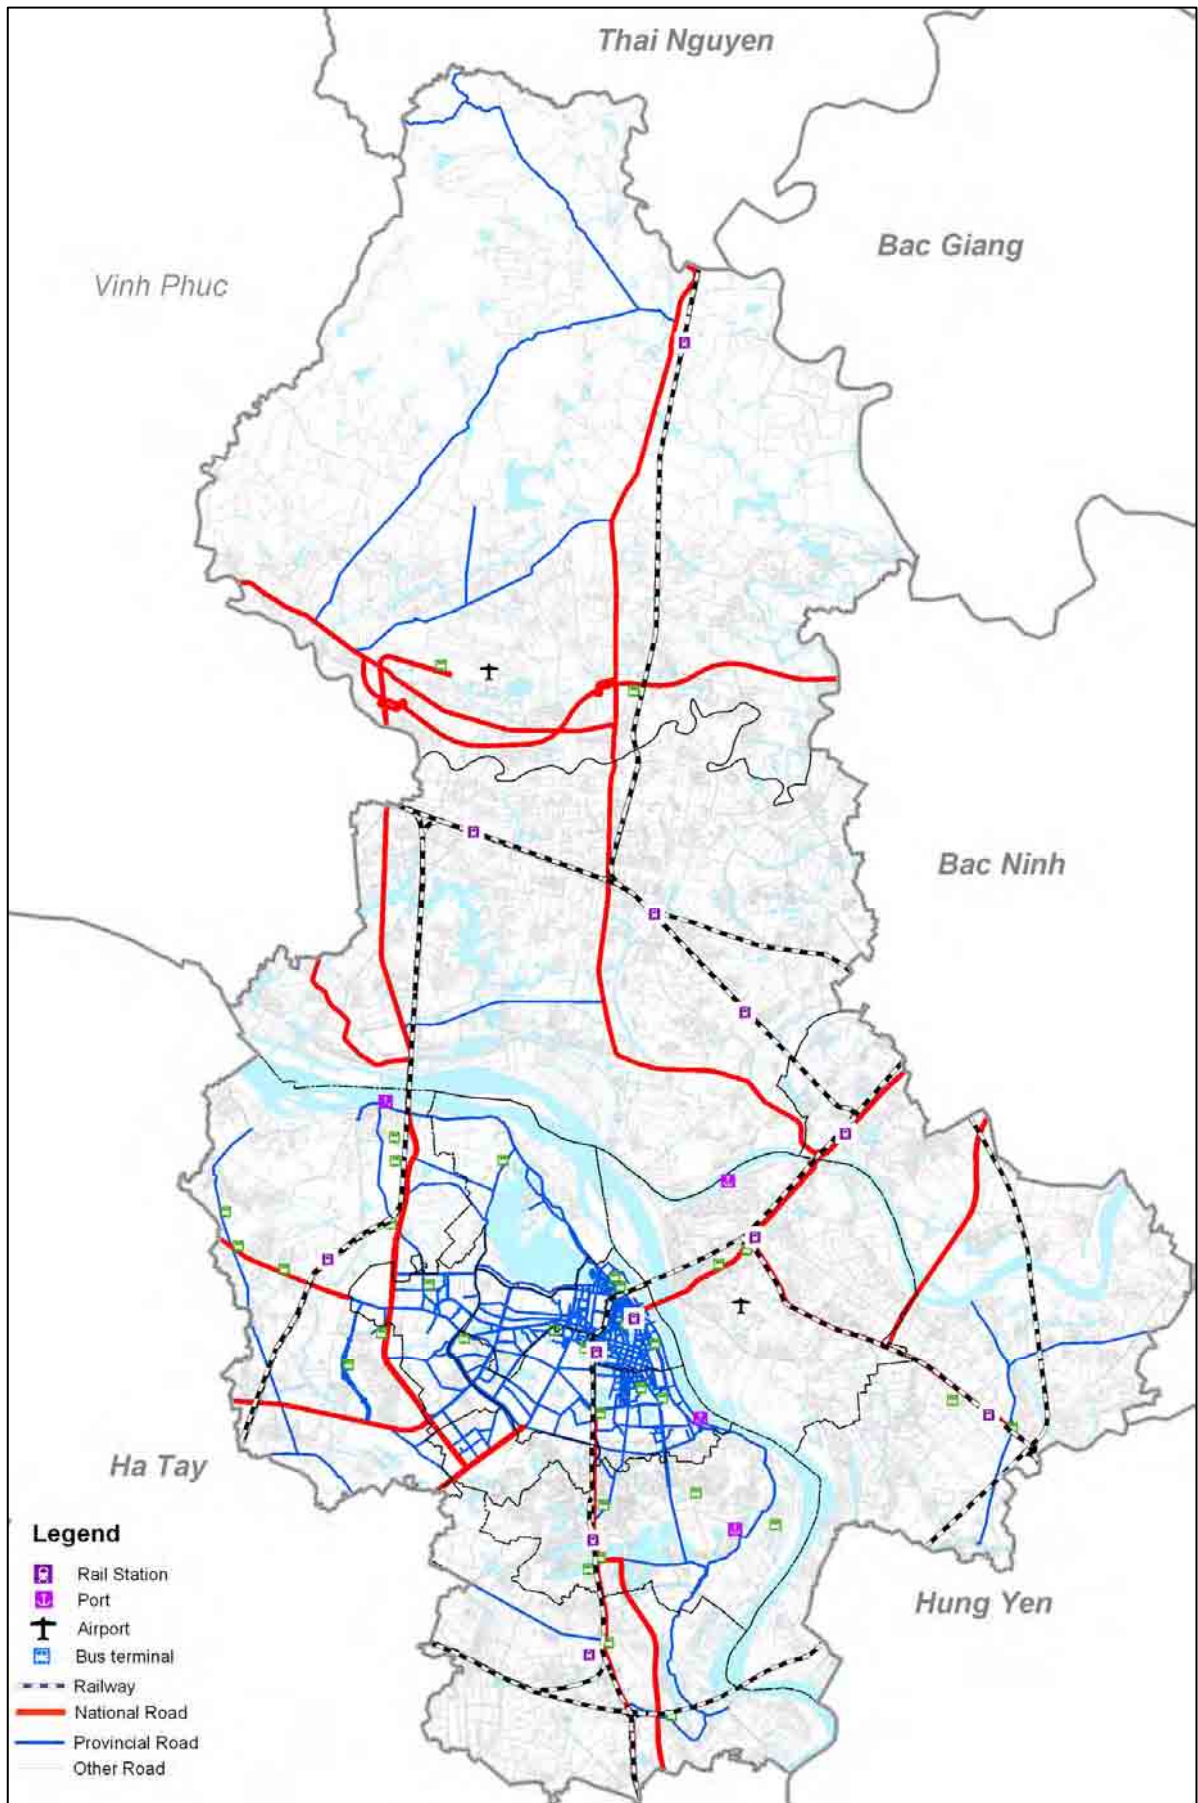 Thai Nguyen
Bac Giang
Vinh Phuc
Bac Ninh
Ha Tay
Hung Yen
Legend
Rail Station
Port
Airport
Bus terminal
Railway
National Road
Provincial Road
Other Road